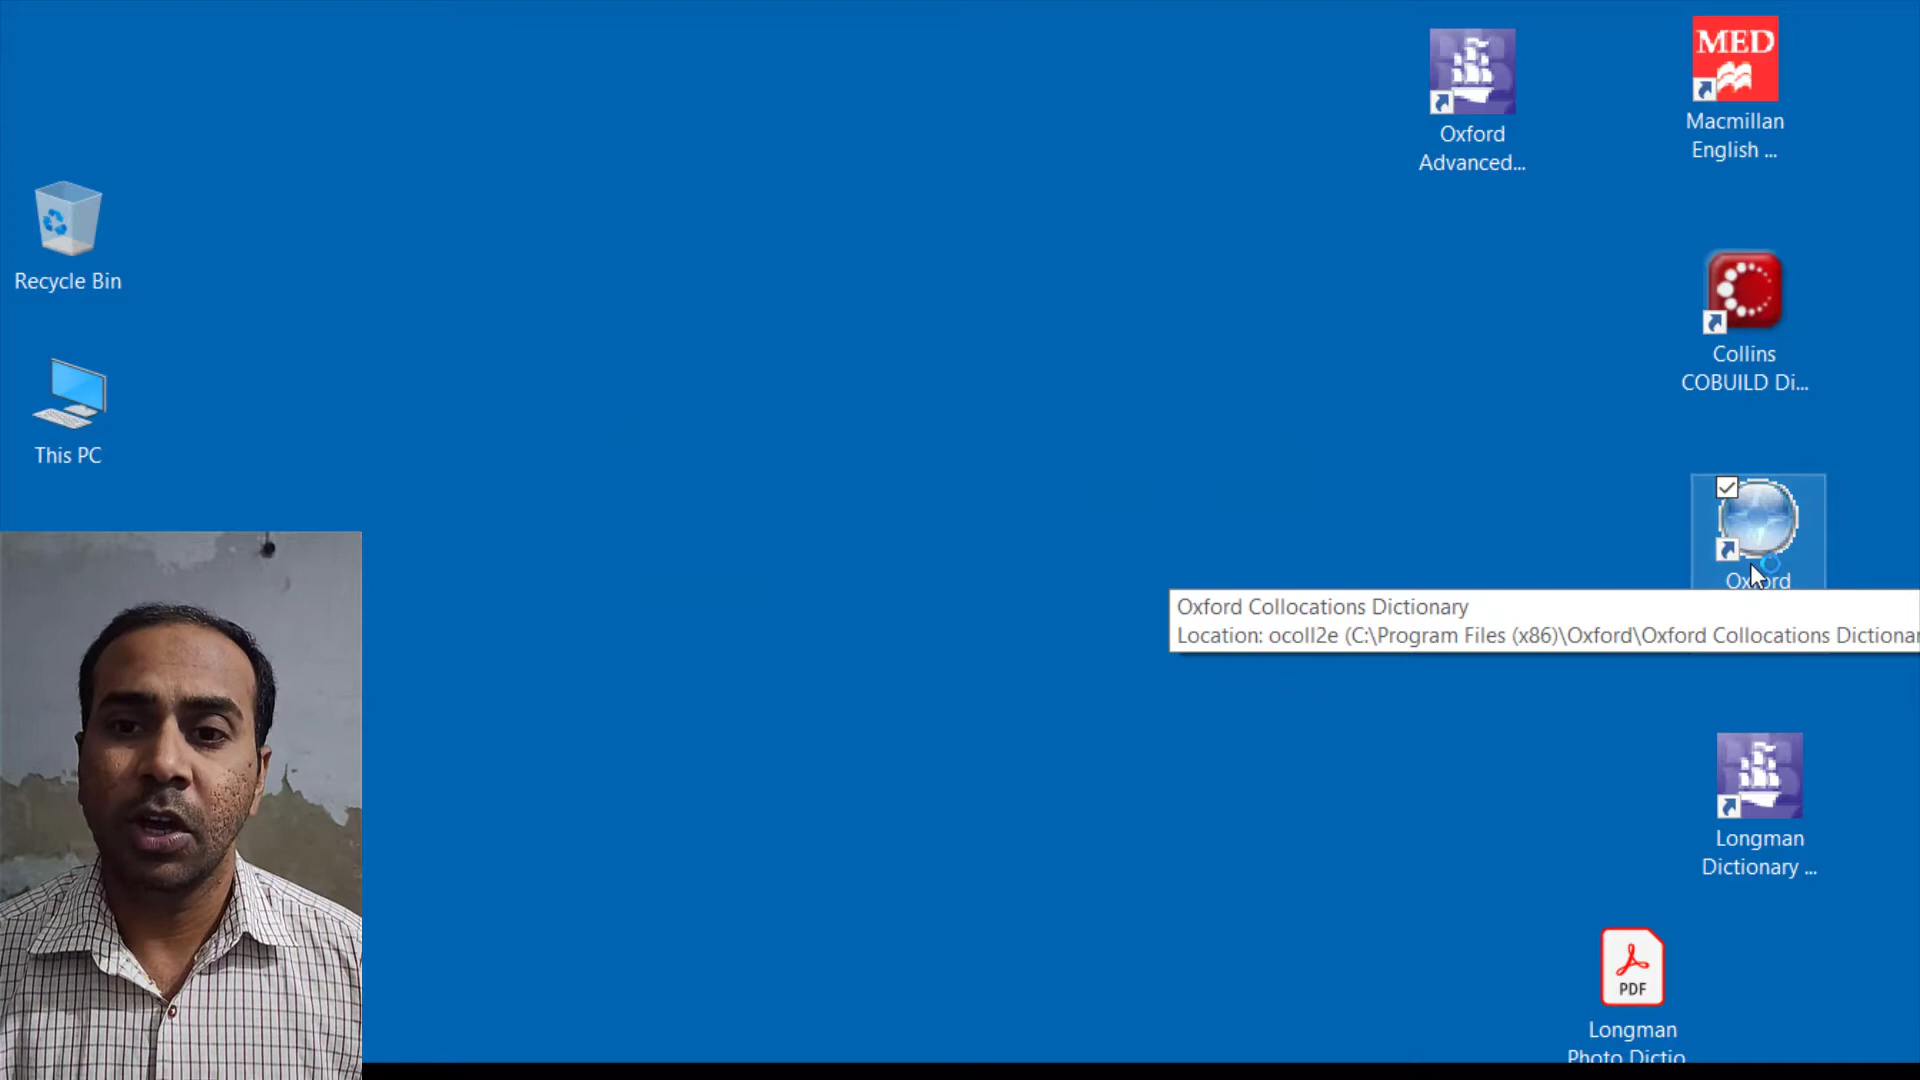 Recycle Bin
This PC
Oxford
Advanced...
MED
Macmillan
English ...
Collins
COBUILD Di...
Oxford
Oxford Collocations Dictionary
Location: ocoll2e (C:\Program Files (x86)\Oxford\Oxford Collocations Dictionar
Longman
Dictionary ...
PDF
Longman
Photo Dictio